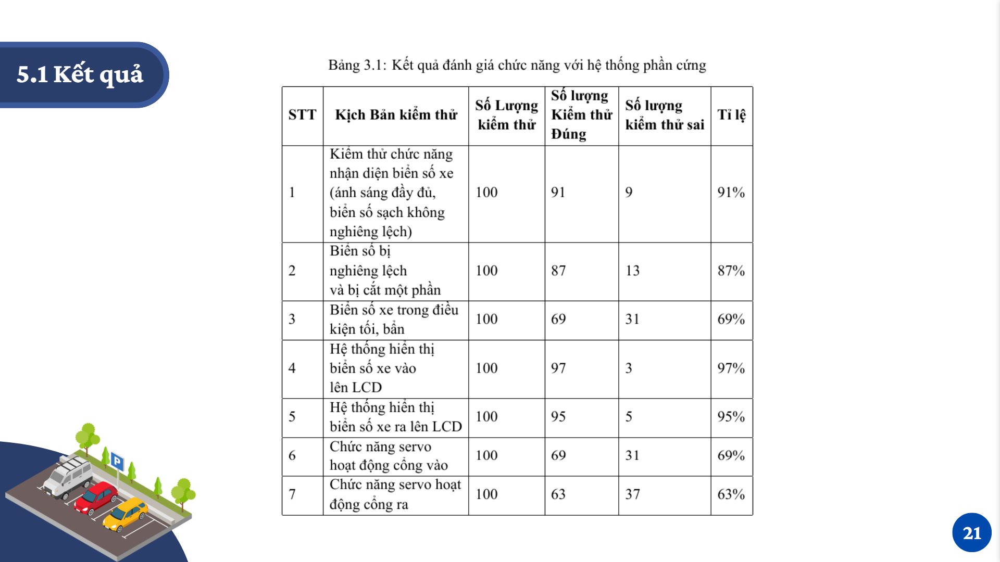 5.1 Kết quả
Bảng 3.1: Kết quả đánh giá chức năng với hệ thống phần cứng
STT
Kịch Bản kiểm thử
Số Lượng
kiểm thử
Số lượng
Kiểm thử
Đúng
Số lượng
kiểm thử sai
Tỉ lệ
1
Kiểm thử chức năng
nhận diện biển số xe
(ánh sáng đầy đủ,
biển số sạch không
nghiêng lệch)
100
91
9
91%
2
Biển số bị
nghiêng lệch
và bị cắt một phần
100
87
13
87%
3
Biển số xe trong điều
kiện tối, bẩn
100
69
31
69%
4
Hệ thống hiển thị
biển số xe vào
lên LCD
100
97
3
97%
5
Hệ thống hiển thị
biển số xe ra lên LCD
100
95
5
95%
6
Chức năng servo
hoạt động cổng vào
100
69
31
69%
7
Chức năng servo hoạt
động cổng ra
100
63
37
63%
P
21